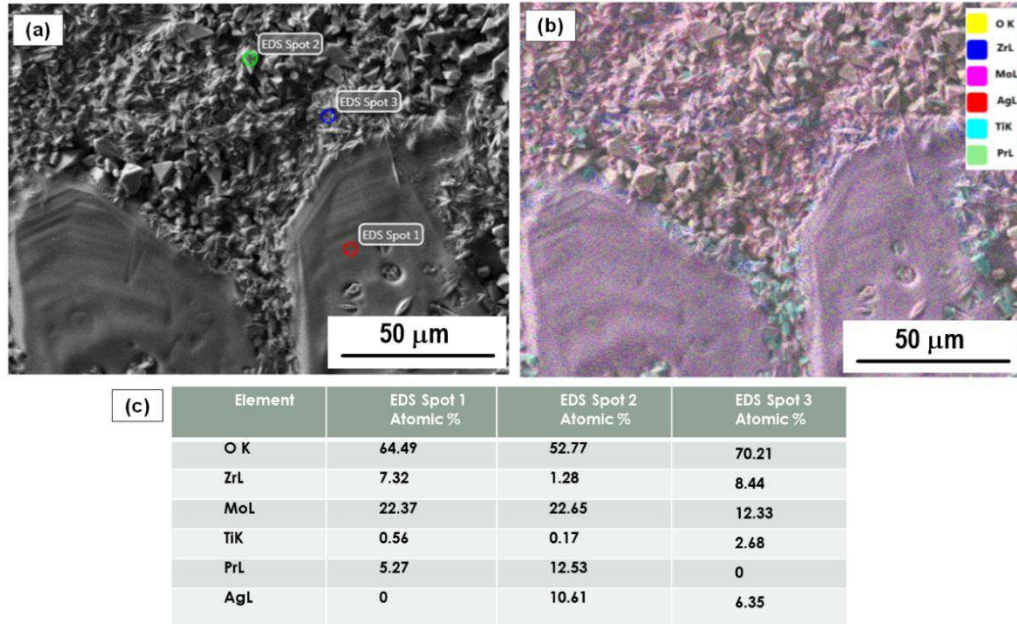 (a)
EDS Spot 2
EDS Spot 3
EDS Spot 1
50 μm
(b)
O K
ZrL
MoL
AgL
TiK
PrL
50 μm
(c)
Element EDS Spot 1 EDS Spot 2 EDS Spot 3
Atomic % Atomic % Atomic %
O K 64.49 52.77 70.21
ZrL 7.32 1.28 8.44
MoL 22.37 22.65 12.33
TiK 0.56 0.17 2.68
PrL 5.27 12.53 0
AgL 0 10.61 6.35